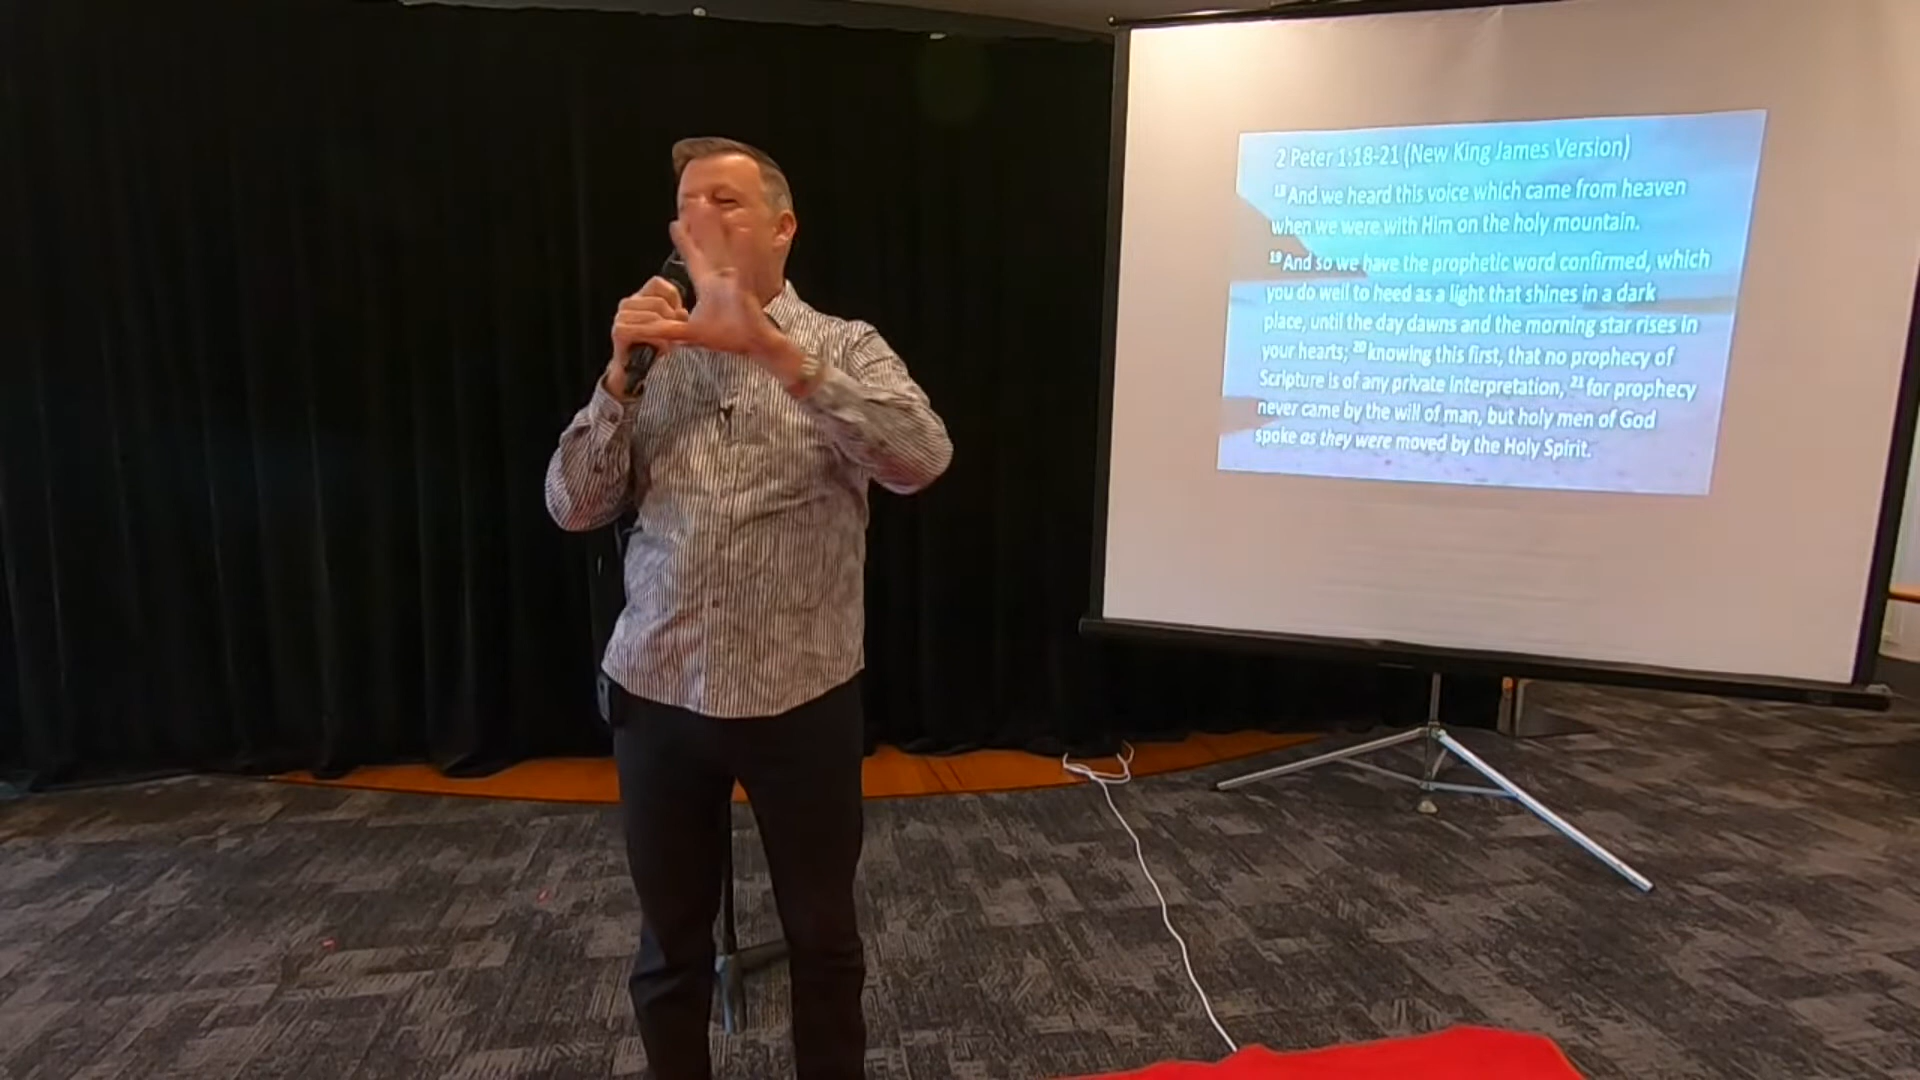 2 Peter 1:18-21 (New King James Version)
18 And we heard this voice which came from heaven
when we were with Him on the holy mountain.
19 And so we have the prophetic word confirmed, which
you do well to heed as a light that shines in a dark
place, until the day dawns and the morning star rises in
your hearts; 20 knowing this first, that no prophecy of
Scripture is of any private interpretation, 21 for prophecy
never came by the will of man, but holy men of God
spoke as they were moved by the Holy Spirit.